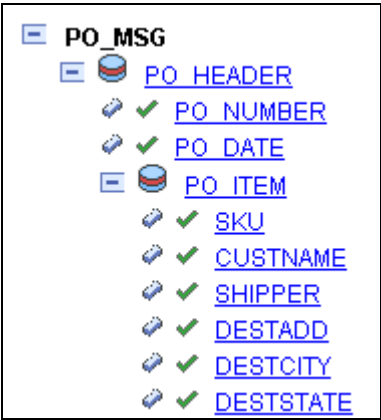 PO_MSG
PO_HEADER
PO_NUMBER
PO_DATE
PO_ITEM
SKU
CUSTNAME
SHIPPER
DESTADD
DESTCITY
DESTSTATE